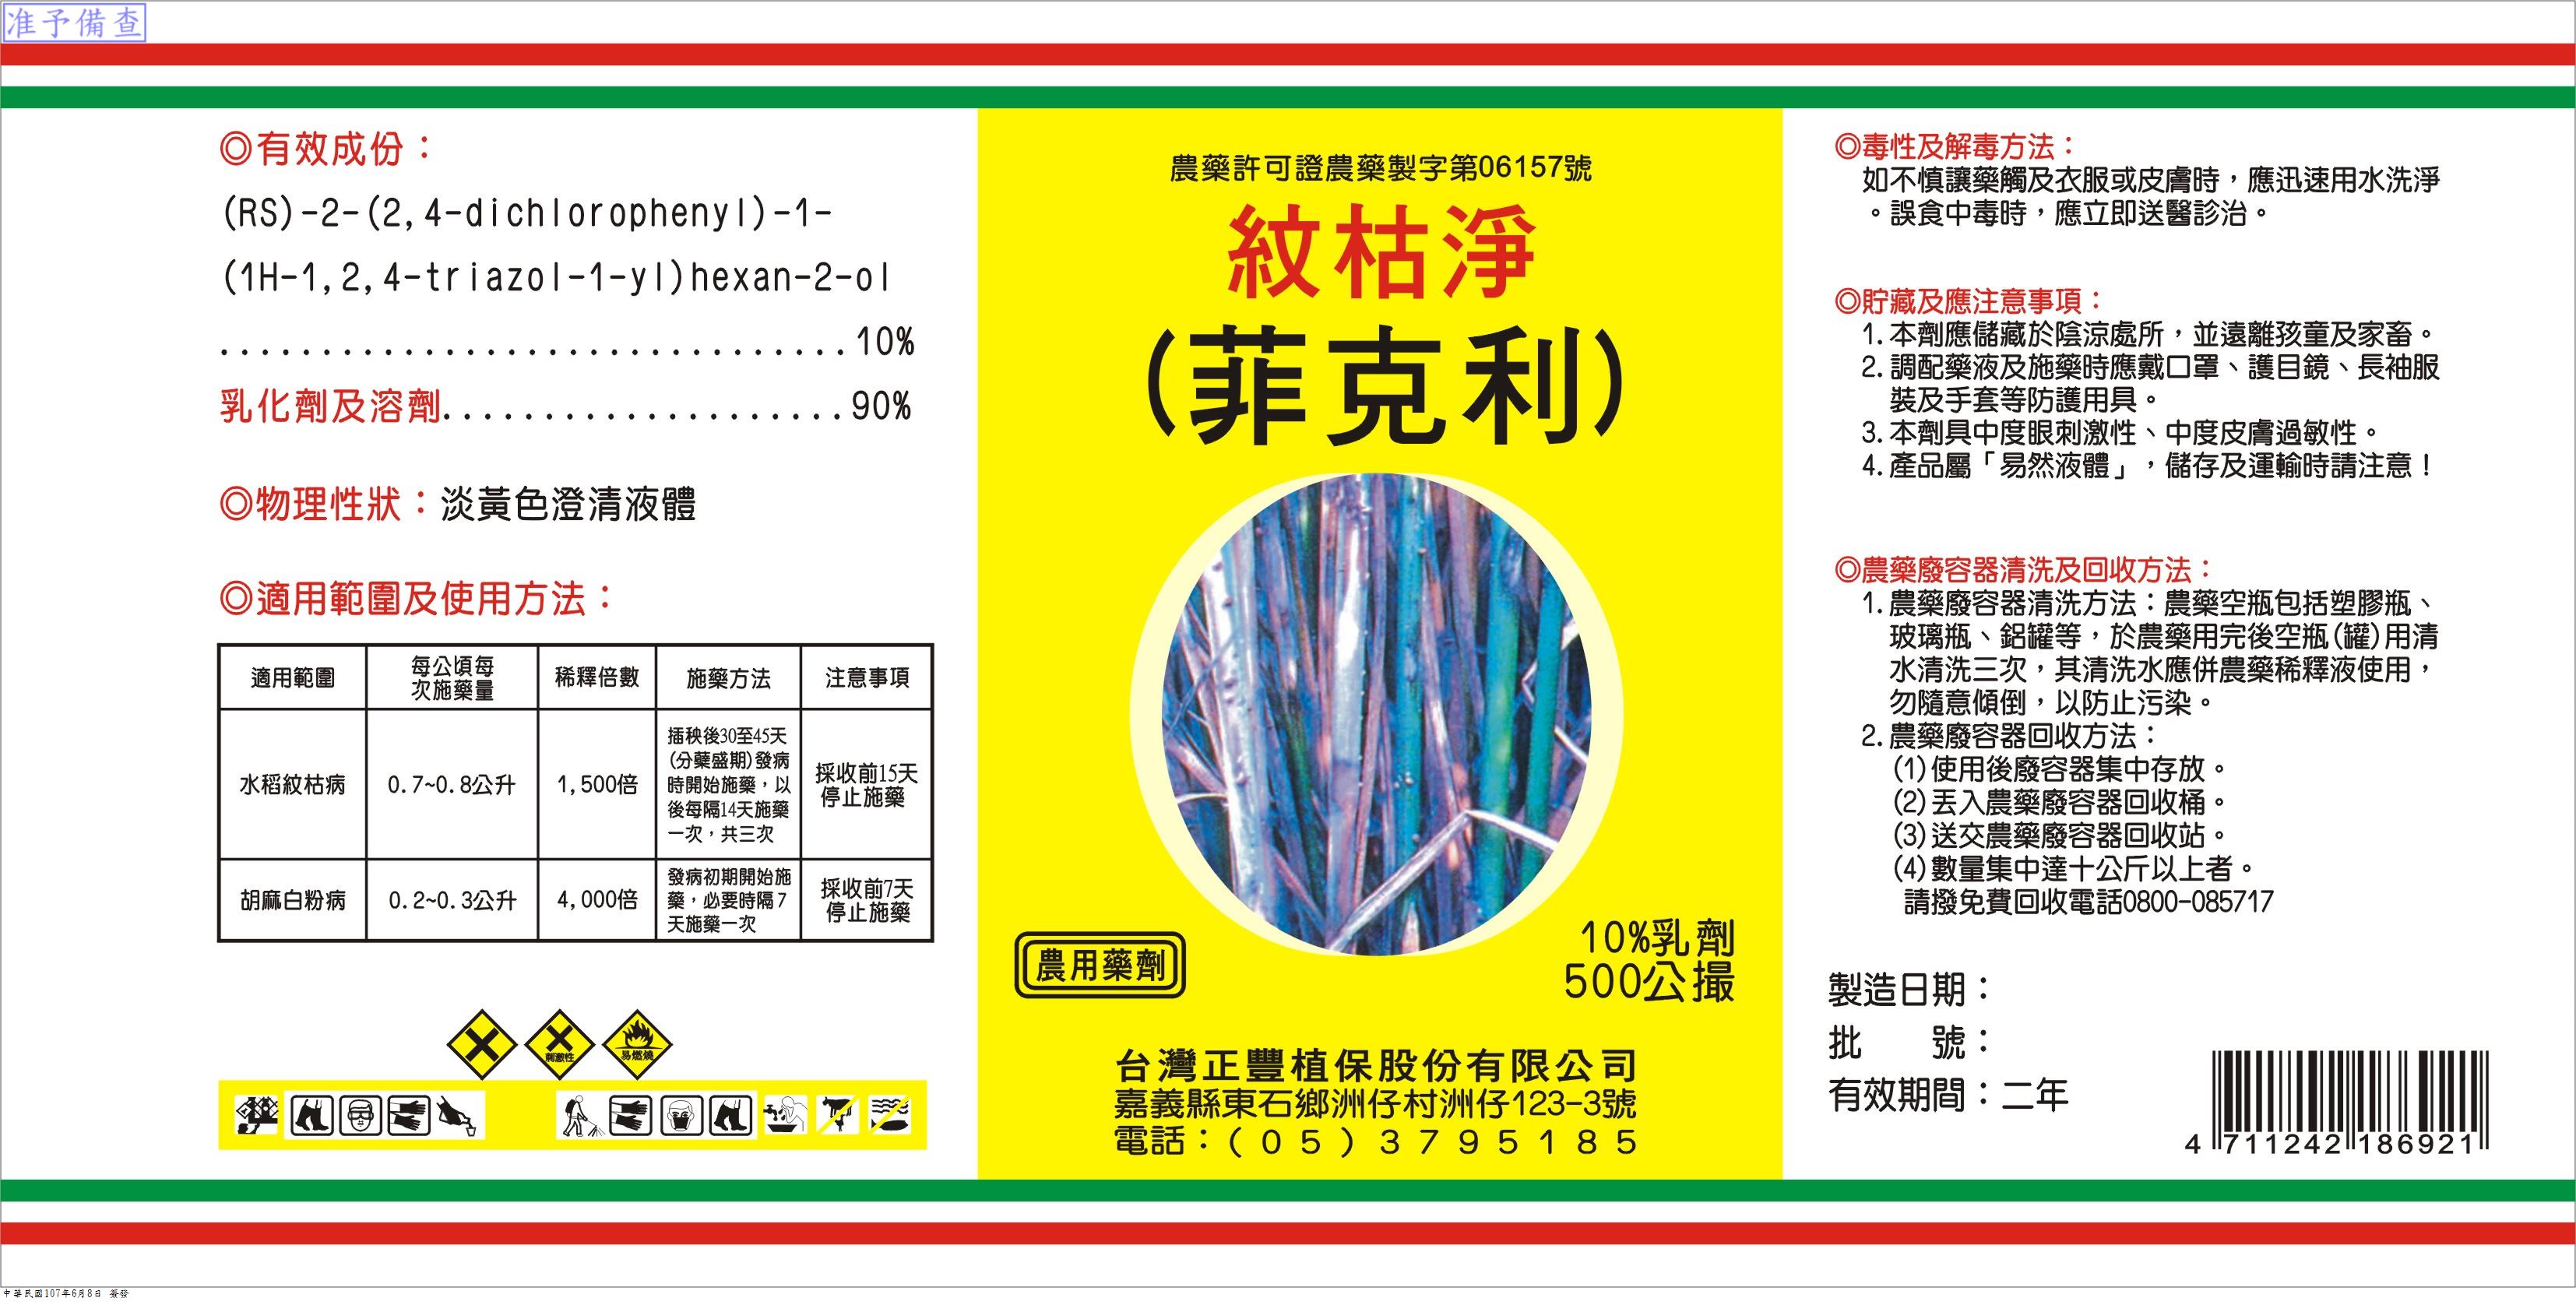 准予備查
◎有效成份：
(RS)-2-(2,4-dichlorophenyl)-1-
(1H-1,2,4-triazol-1-yl)hexan-2-ol
...............................10%
乳化劑及溶劑....................90%
◎物理性狀：淡黃色澄清液體
◎適用範圍及使用方法：
適用範圍 每公頃每次施藥量 稀釋倍數 施藥方法 注意事項
水稻紋枯病 0.7~0.8公升 1,500倍
插秧後30至45天
(分蘗盛期)發病
時開始施藥，以
後每隔14天施藥
一次，共三次
採收前15天
停止施藥
胡麻白粉病 0.2~0.3公升 4,000倍
發病初期開始施
藥，必要時隔7
天施藥一次
採收前7天
停止施藥
刺激性
易燃燒
農藥許可證農藥製字第06157號
紋枯淨
(菲克利)
農用藥劑
10%乳劑
500公撮
台灣正豐植保股份有限公司
嘉義縣東石鄉洲仔村洲仔123-3號
電話：(05)3795185
◎毒性及解毒方法：
如不慎讓藥觸及衣服或皮膚時，應迅速用水洗淨
。誤食中毒時，應立即送醫診治。
◎貯藏及應注意事項：
1.本劑應儲藏於陰涼處所，並遠離孩童及家畜。
2.調配藥液及施藥時應戴口罩、護目鏡、長袖服
裝及手套等防護用具。
3.本劑具中度眼刺激性、中度皮膚過敏性。
4.產品屬「易然液體」，儲存及運輸時請注意！
◎農藥廢容器清洗及回收方法：
1.農藥廢容器清洗方法：農藥空瓶包括塑膠瓶、
玻璃瓶、鋁罐等，於農藥用完後空瓶(罐)用清
水清洗三次，其清洗水應併農藥稀釋液使用，
勿隨意傾倒，以防止污染。
2.農藥廢容器回收方法：
(1)使用後廢容器集中存放。
(2)丟入農藥廢容器回收桶。
(3)送交農藥廢容器回收站。
(4)數量集中達十公斤以上者。
請撥免費回收電話0800-085717
製造日期：
批　　號：
有效期間：二年
4 711242 186921
中華民國107年6月8日 簽發